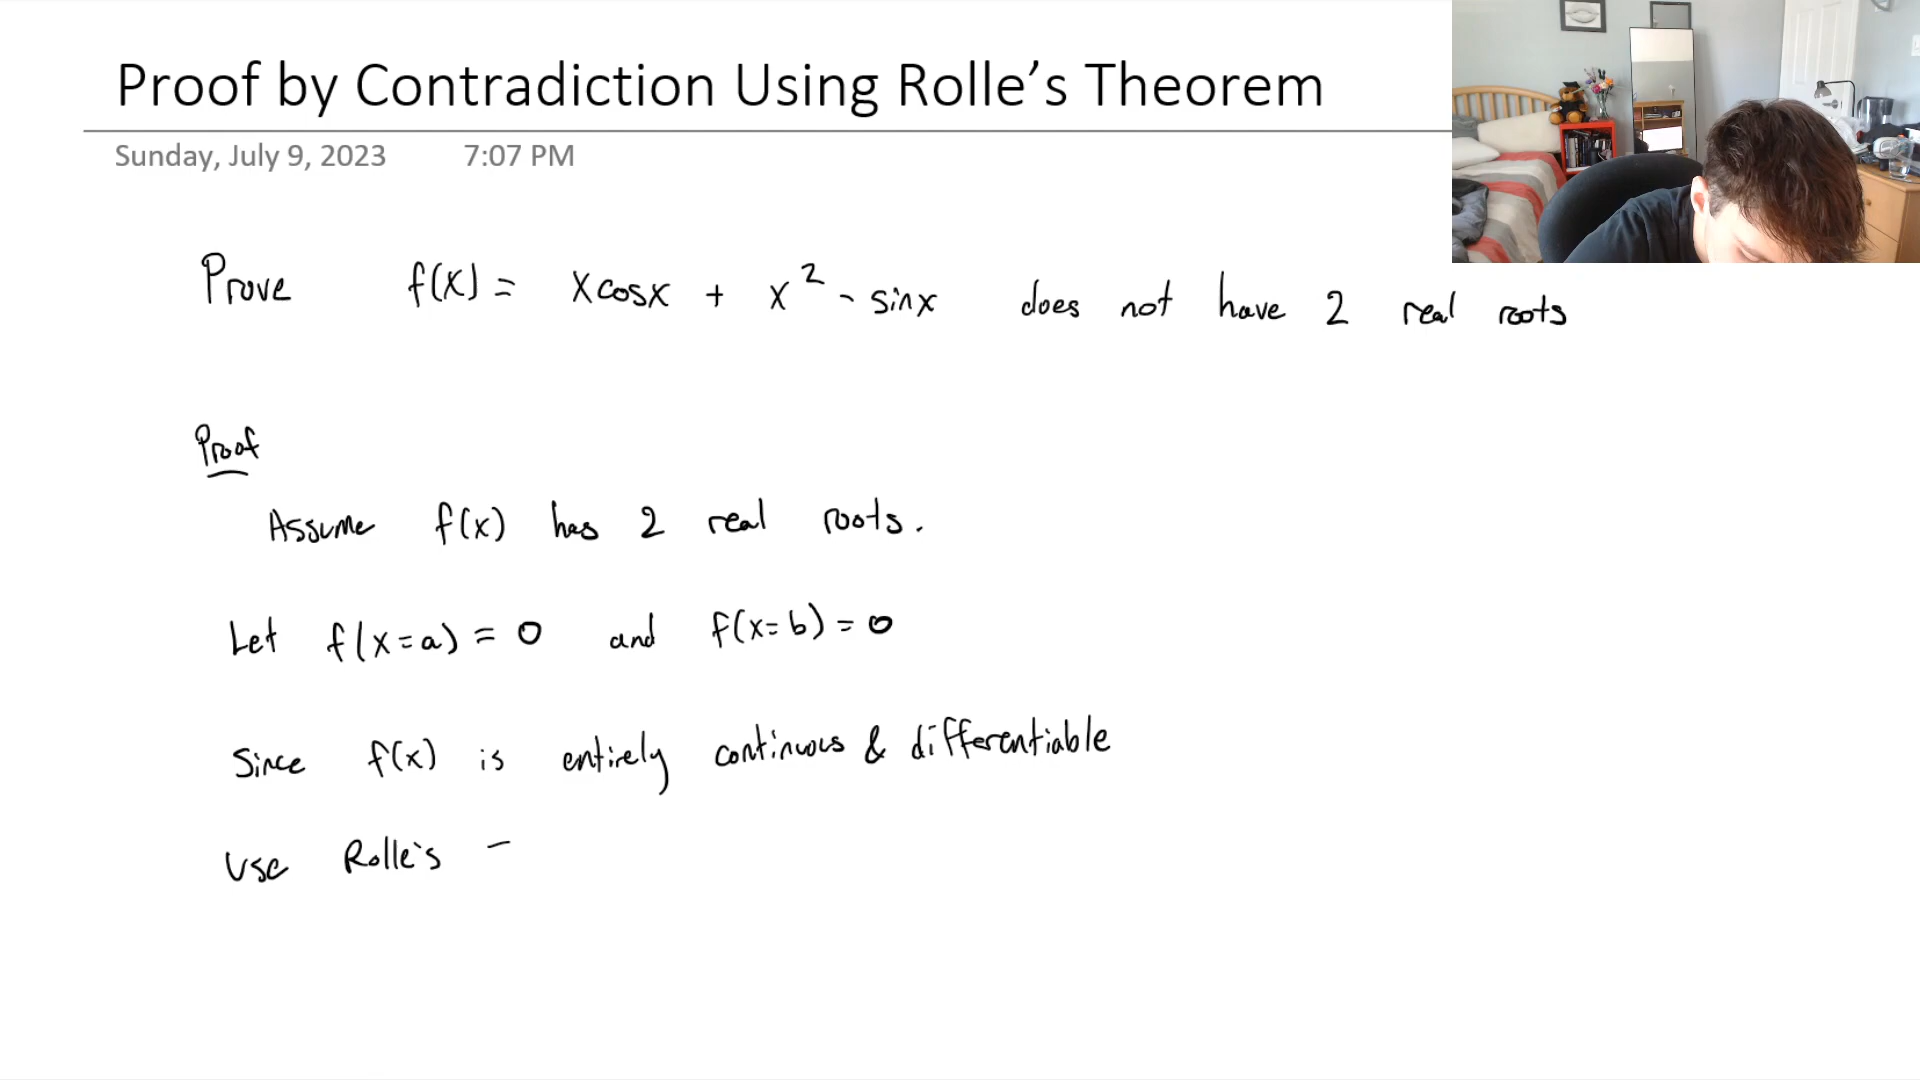 Proof by Contradiction Using Rolle's Theorem
Sunday, July 9, 2023 7:07 PM
Prove f(x) = xcosx + x² - sinx does not have 2 real roots
Proof
Assume f(x) has 2 real roots.
Let f(x=a) = 0 and f(x=b) = 0
Since f(x) is entirely continuous & differentiable
Use Rolle's